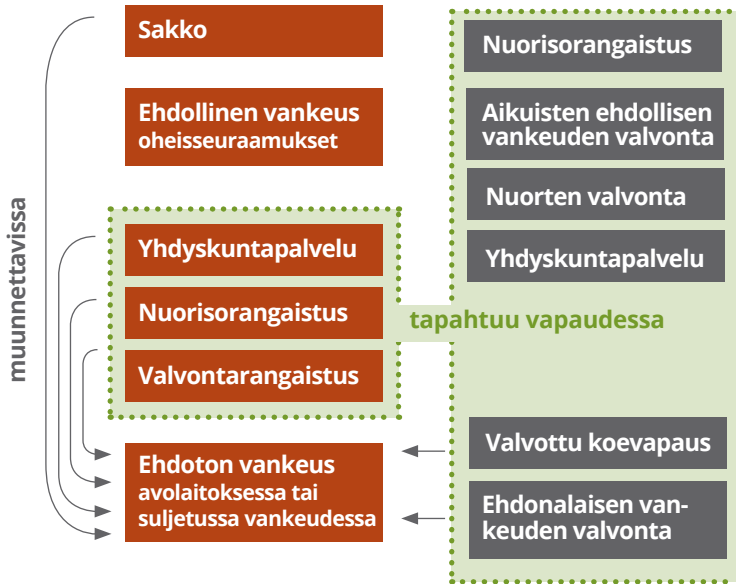 muunnettavissa
Sakko
Ehdollinen vankeus
oheisseuraamukset
Yhdyskuntapalvelu
Nuorisorangaistus
Valvontarangaistus
Ehdoton vankeus
avolaitoksessa tai
suljetussa vankeudessa
tapahtuu vapaudessa
Nuorisorangaistus
Aikuisten ehdollisen
vankeuden valvonta
Nuorten valvonta
Yhdyskuntapalvelu
Valvottu koevapaus
Ehdonalaisen van-
keuden valvonta